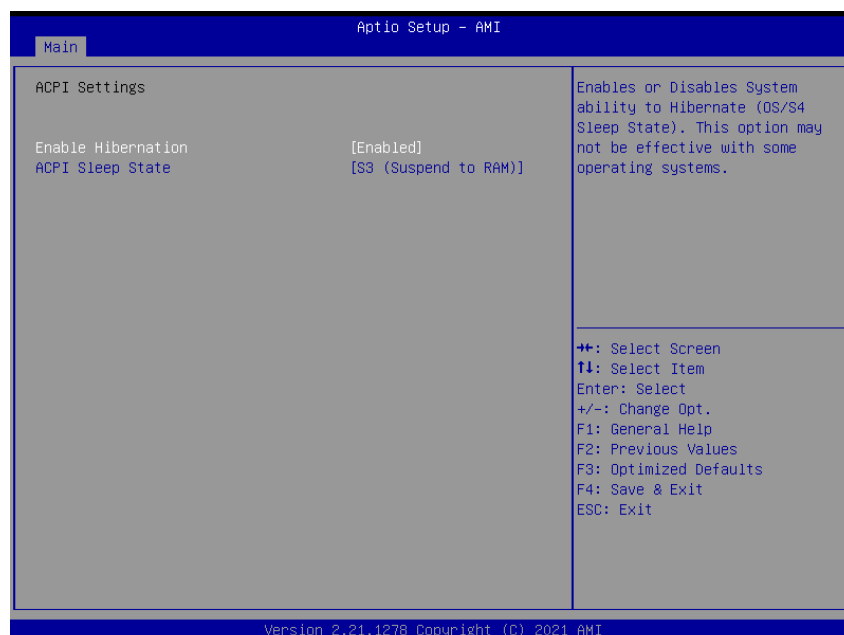 Aptio Setup - AMI
Main
ACPI Settings
Enable Hibernation [Enabled]
ACPI Sleep State [S3 (Suspend to RAM)]
Enables or Disables System
ability to Hibernate (OS/S4
Sleep State). This option may
not be effective with some
operating systems.
→←: Select Screen
↑↓: Select Item
Enter: Select
+/-: Change Opt.
F1: General Help
F2: Previous Values
F3: Optimized Defaults
F4: Save & Exit
ESC: Exit
Version 2.21.1278 Copyright (C) 2021 AMI